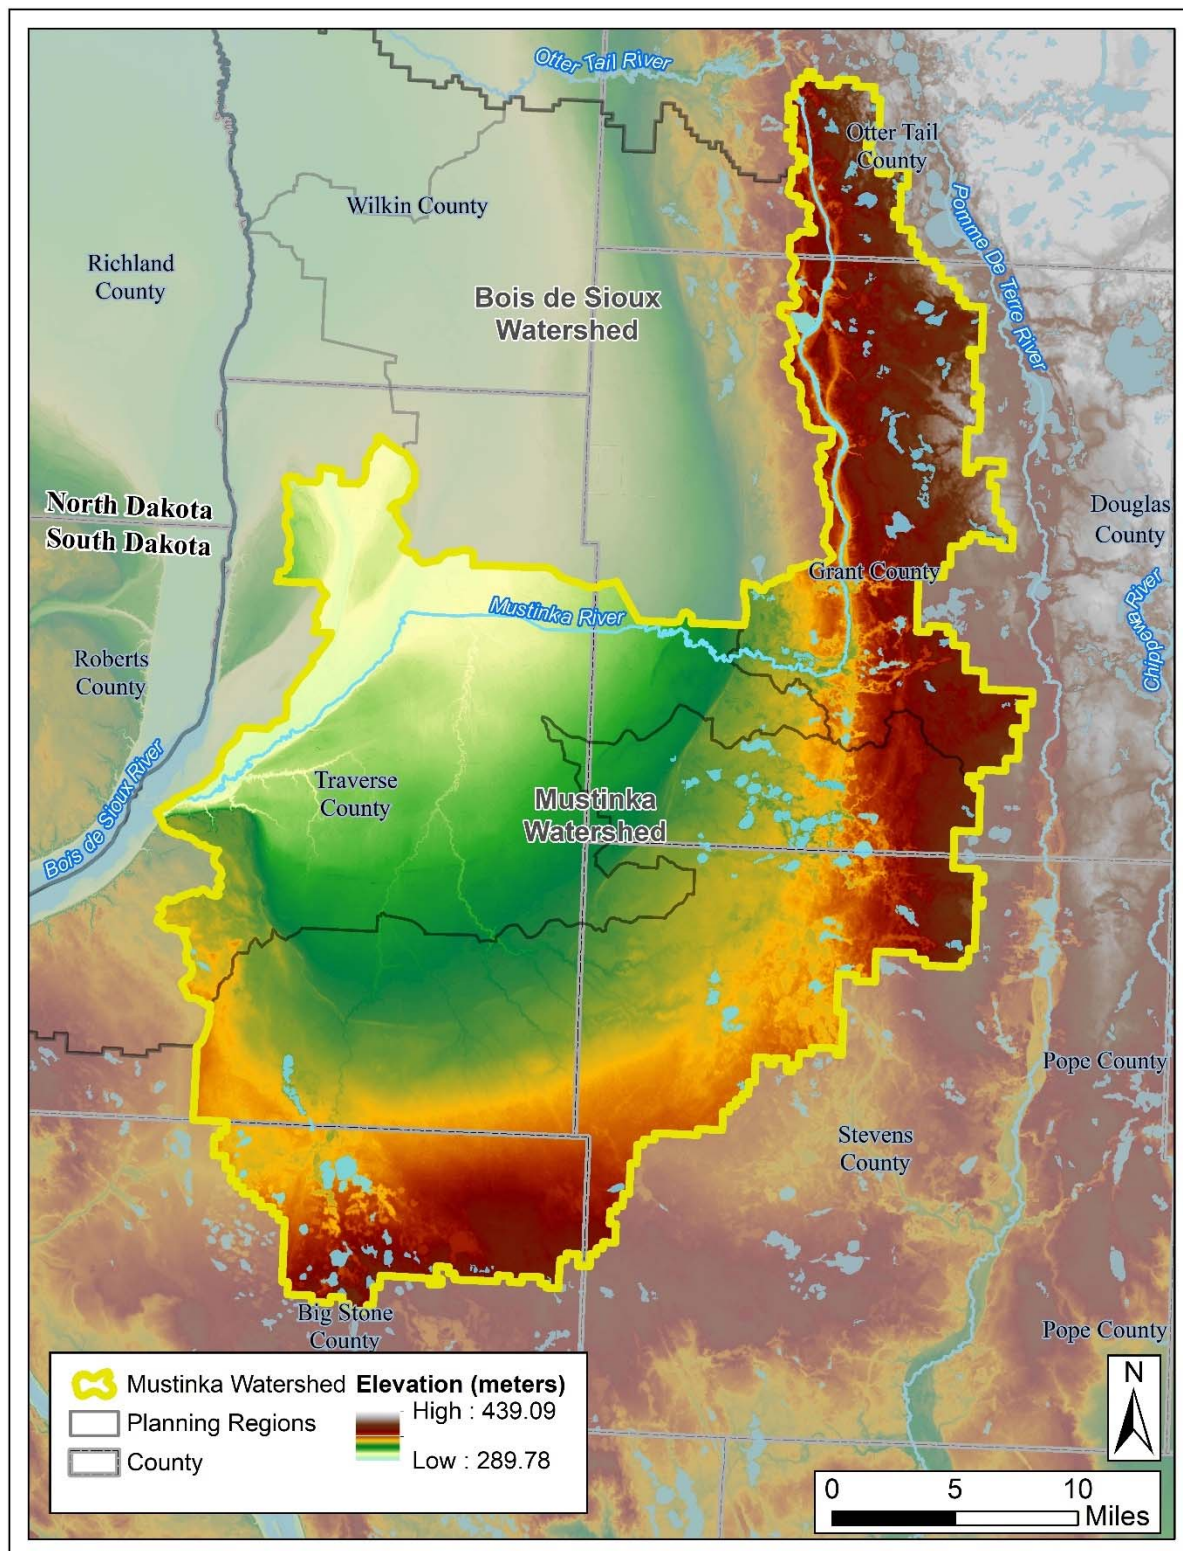 Otter Tail River
Otter Tail
County
Wilkin County
Pomme De Terre River
Richland
County
Bois de Sioux
Watershed
North Dakota
South Dakota
Douglas
County
Grant County
Mustinka River
Chippewa River
Roberts
County
Bois de Sioux River
Traverse
County
Mustinka
Watershed
Pope County
Stevens
County
Big Stone
County
Pope County
Mustinka Watershed
Planning Regions
County
Elevation (meters)
High : 439.09
Low : 289.78
N
0 5 10
Miles